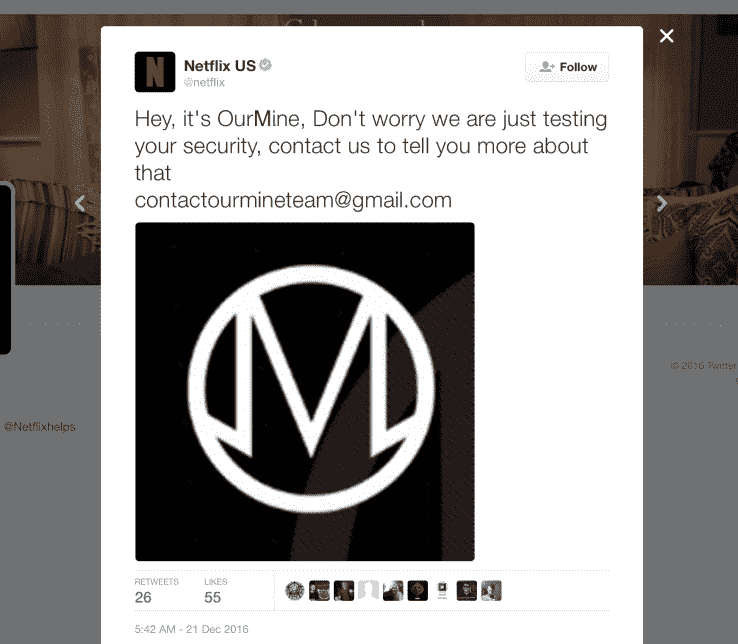 Netflix US
@netflix
Follow
Hey, it's OurMine, Don't worry we are just testing
your security, contact us to tell you more about
that
contactourmineteam@gmail.com
© 2016 Twitter
@Netflixhelps
RETWEETS LIKES
26 55
5:42 AM - 21 Dec 2016